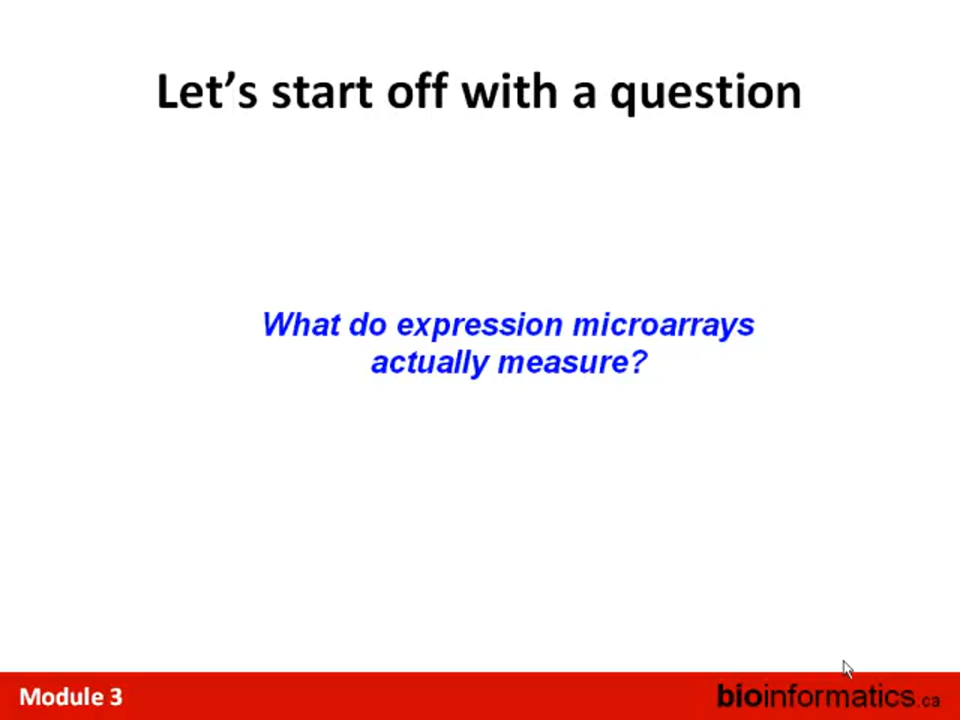 Let's start off with a question
What do expression microarrays
actually measure?
Module 3
bioinformatics.ca